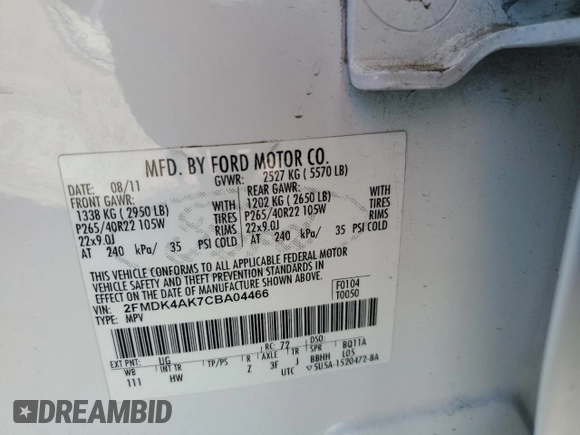 MFD. BY FORD MOTOR CO.
DATE: 08/11 GVWR: 2527 KG ( 5570 LB)
FRONT GAWR: REAR GAWR:
1338 KG ( 2950 LB) WITH 1202 KG ( 2650 LB) WITH
P265/40R22 105W TIRES P265/40R22 105W TIRES
22x9.0J RIMS 22x9.0J RIMS
AT 240 kPa/ 35 PSI COLD AT 240 kPa/ 35 PSI COLD
THIS VEHICLE CONFORMS TO ALL APPLICABLE FEDERAL MOTOR
VEHICLE SAFETY AND THEFT PREVENTION STANDARDS IN
EFFECT ON THE DATE OF MANUFACTURE SHOWN ABOVE.
VIN: 2FMDK4AK7CBA04466 F0104
TYPE: MPV T0050
EXT PNT: UG RC: 72 DSO:
WB INT TR TP/PS R AXLE TR SPR BQ11A
111 HW Z 3F J BBHH L05
UTC 5U5A-1520472-BA
DREAMBID